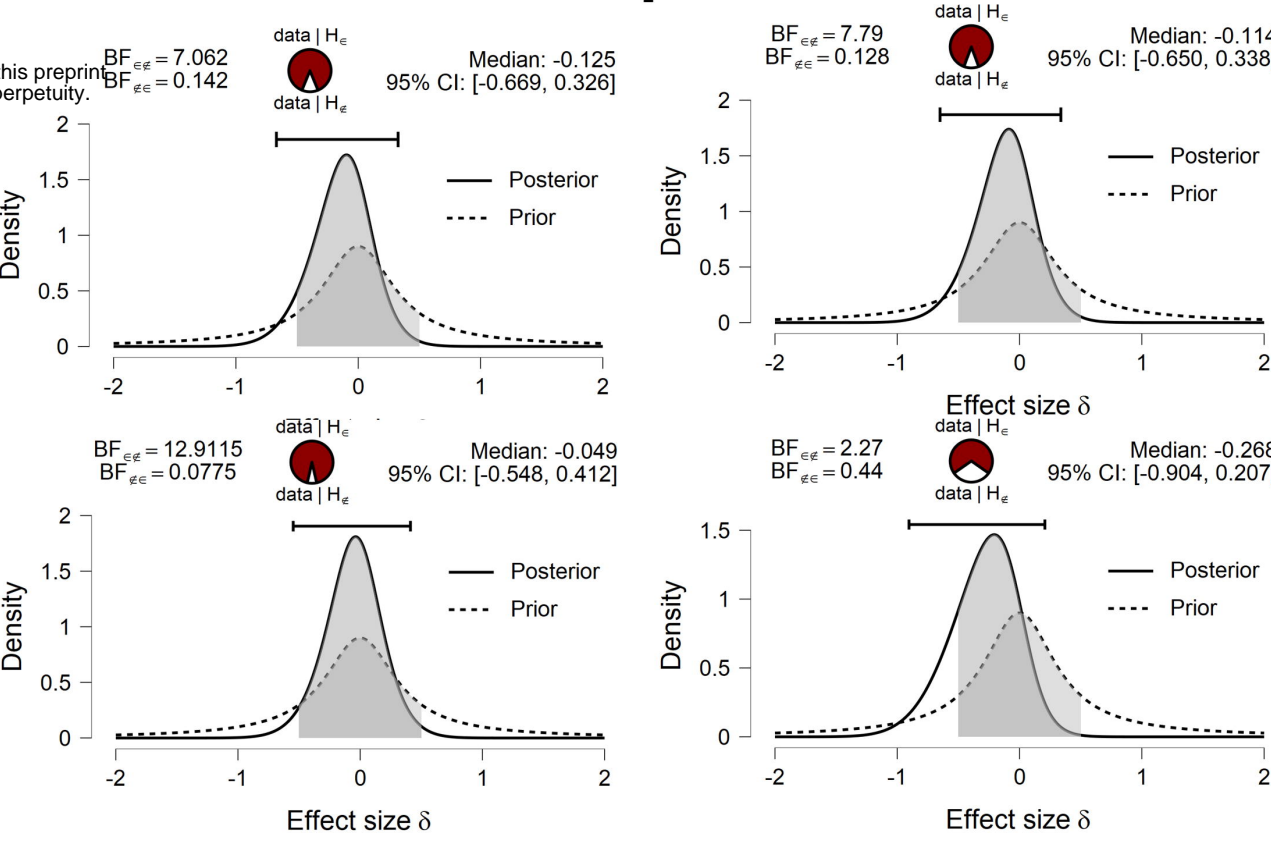 data | H∈
BF∈∉ = 7.062
BF∉∈ = 0.142
Median: -0.125
95% CI: [-0.669, 0.326]
this preprint
perpetuity.
data | H∉
2
1.5
1
0.5
0
Density
Posterior
Prior
-2 -1 0 1 2
data | H∈
BF∈∉ = 7.79
BF∉∈ = 0.128
Median: -0.114
95% CI: [-0.650, 0.338
data | H∉
2
1.5
1
0.5
0
Density
Posterior
Prior
-2 -1 0 1 2
Effect size δ
data | H∈
BF∈∉ = 12.9115
BF∉∈ = 0.0775
Median: -0.049
95% CI: [-0.548, 0.412]
data | H∉
2
1.5
1
0.5
0
Density
Posterior
Prior
-2 -1 0 1 2
Effect size δ
data | H∈
BF∈∉ = 2.27
BF∉∈ = 0.44
Median: -0.268
95% CI: [-0.904, 0.207
data | H∉
1.5
1
0.5
0
Density
Posterior
Prior
-2 -1 0 1 2
Effect size δ